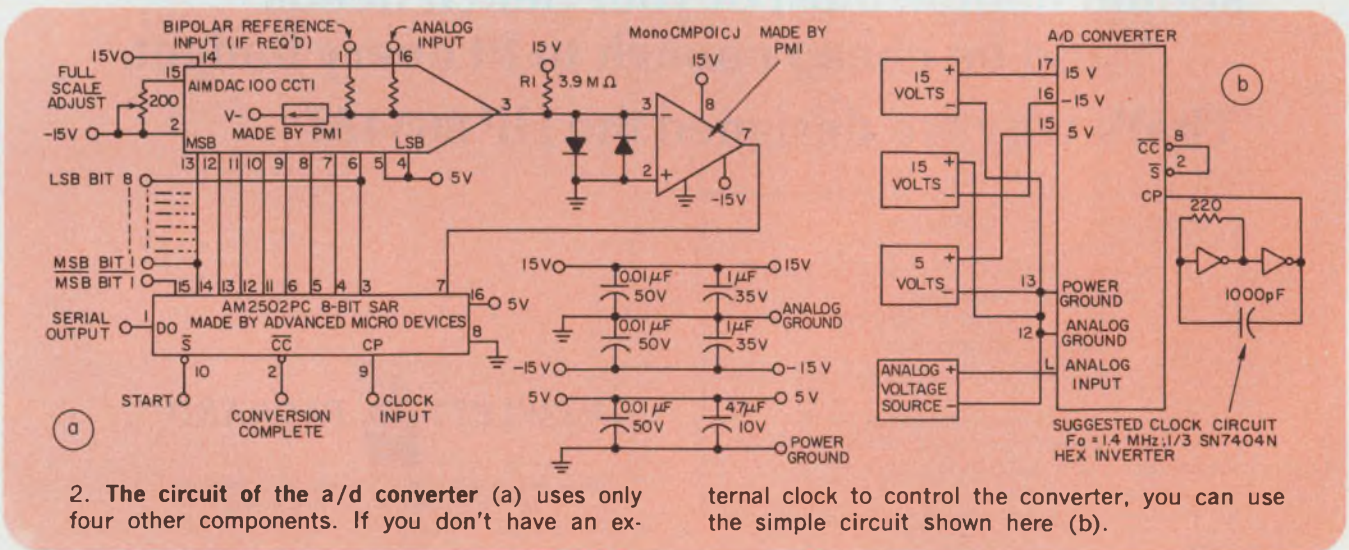 BIPOLAR REFERENCE
INPUT (IF REQ'D)
ANALOG
INPUT
15V
14
1
16
FULL
SCALE
ADJUST
15
200
AIMDAC 100 CCT1
V-
MADE BY PMI
-15V
2
MSB
LSB
3
13 12 11 10 9 8 7 6 5 4
5V
15 V
R1
3.9 M Ω
MonoCMP01CJ
MADE BY
PMI
15V
8
3
-
2
+
7
-15V
LSB BIT 8
MSB BIT 1
MSB BIT 1
15 14 13 12 11 6 5 4 3 7
16
5V
SERIAL
OUTPUT
1
DO
AM2502PC 8-BIT SAR
MADE BY ADVANCED MICRO DEVICES
8
S
CC
CP
10
2
9
START
CONVERSION
COMPLETE
CLOCK
INPUT
a
15V
0.01 µF
50V
1µF
35V
15V
ANALOG
GROUND
0.01 µF
50V
1µF
35V
-15V
-15V
5V
0.01 µF
50V
4.7µF
10V
5V
POWER
GROUND
A/D CONVERTER
b
15
VOLTS
+
-
17
15 V
16
-15 V
15
5 V
15
VOLTS
+
-
CC
8
S
2
CP
5
VOLTS
+
-
220
1000pF
13
POWER
GROUND
12
ANALOG
GROUND
ANALOG
VOLTAGE
SOURCE
+
-
L
ANALOG
INPUT
SUGGESTED CLOCK CIRCUIT
Fo = 1.4 MHz; 1/3 SN7404N
HEX INVERTER
2. The circuit of the a/d converter (a) uses only
four other components. If you don't have an ex-
ternal clock to control the converter, you can use
the simple circuit shown here (b).